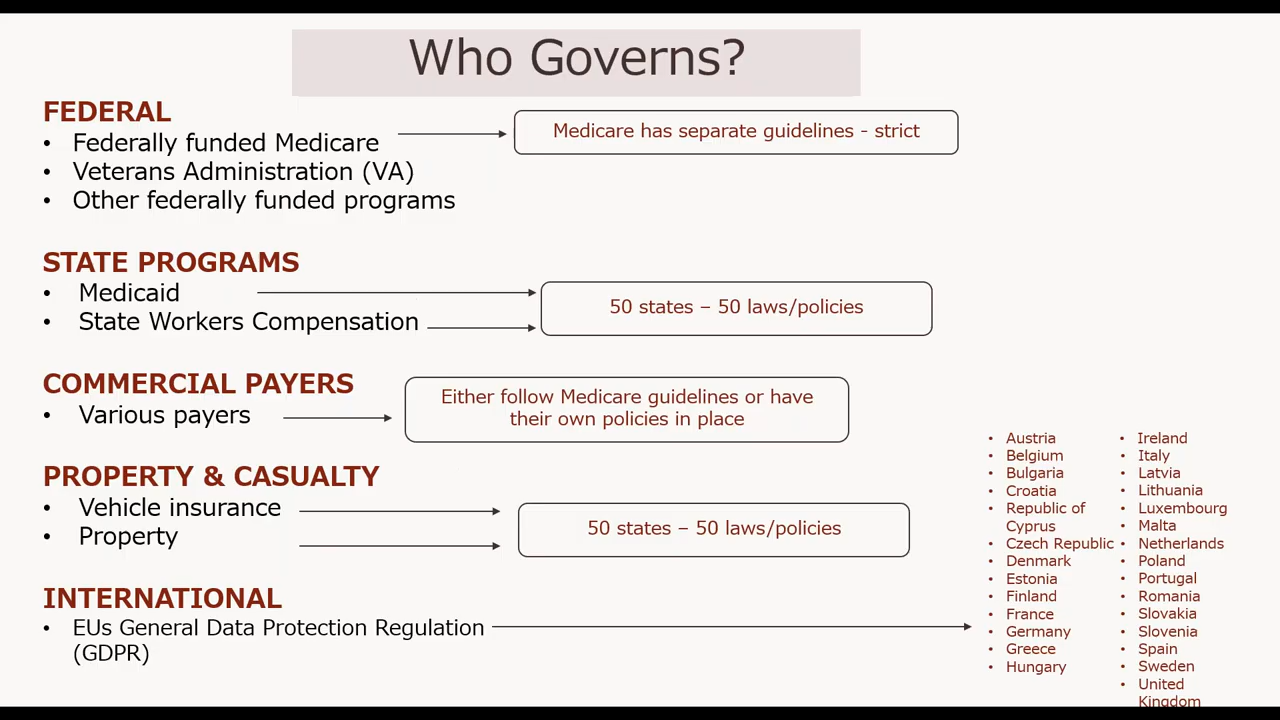 Who Governs?
FEDERAL
• Federally funded Medicare
Medicare has separate guidelines - strict
• Veterans Administration (VA)
• Other federally funded programs
STATE PROGRAMS
• Medicaid
• State Workers Compensation
50 states – 50 laws/policies
COMMERCIAL PAYERS
• Various payers
Either follow Medicare guidelines or have
their own policies in place
PROPERTY & CASUALTY
• Vehicle insurance
• Property
50 states – 50 laws/policies
INTERNATIONAL
• EUs General Data Protection Regulation
(GDPR)
• Austria
• Belgium
• Bulgaria
• Croatia
• Republic of
Cyprus
• Czech Republic
• Denmark
• Estonia
• Finland
• France
• Germany
• Greece
• Hungary
• Ireland
• Italy
• Latvia
• Lithuania
• Luxembourg
• Malta
• Netherlands
• Poland
• Portugal
• Romania
• Slovakia
• Slovenia
• Spain
• Sweden
• United
Kingdom